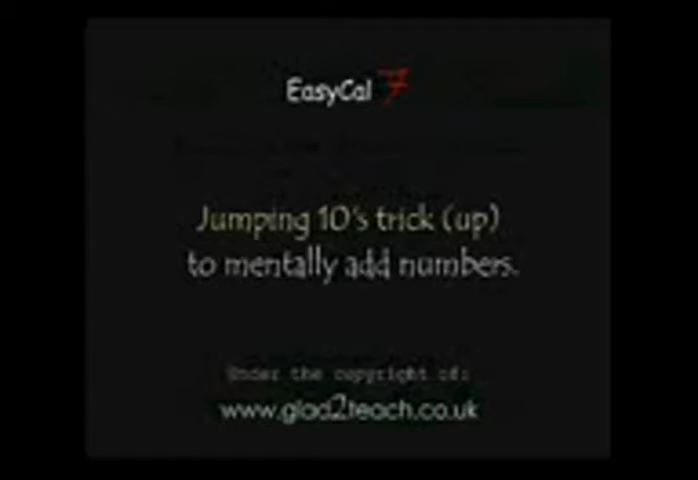 EasyCal 7
Jumping 10's trick (up)
to mentally add numbers.
Under the copyright of:
www.glad2teach.co.uk